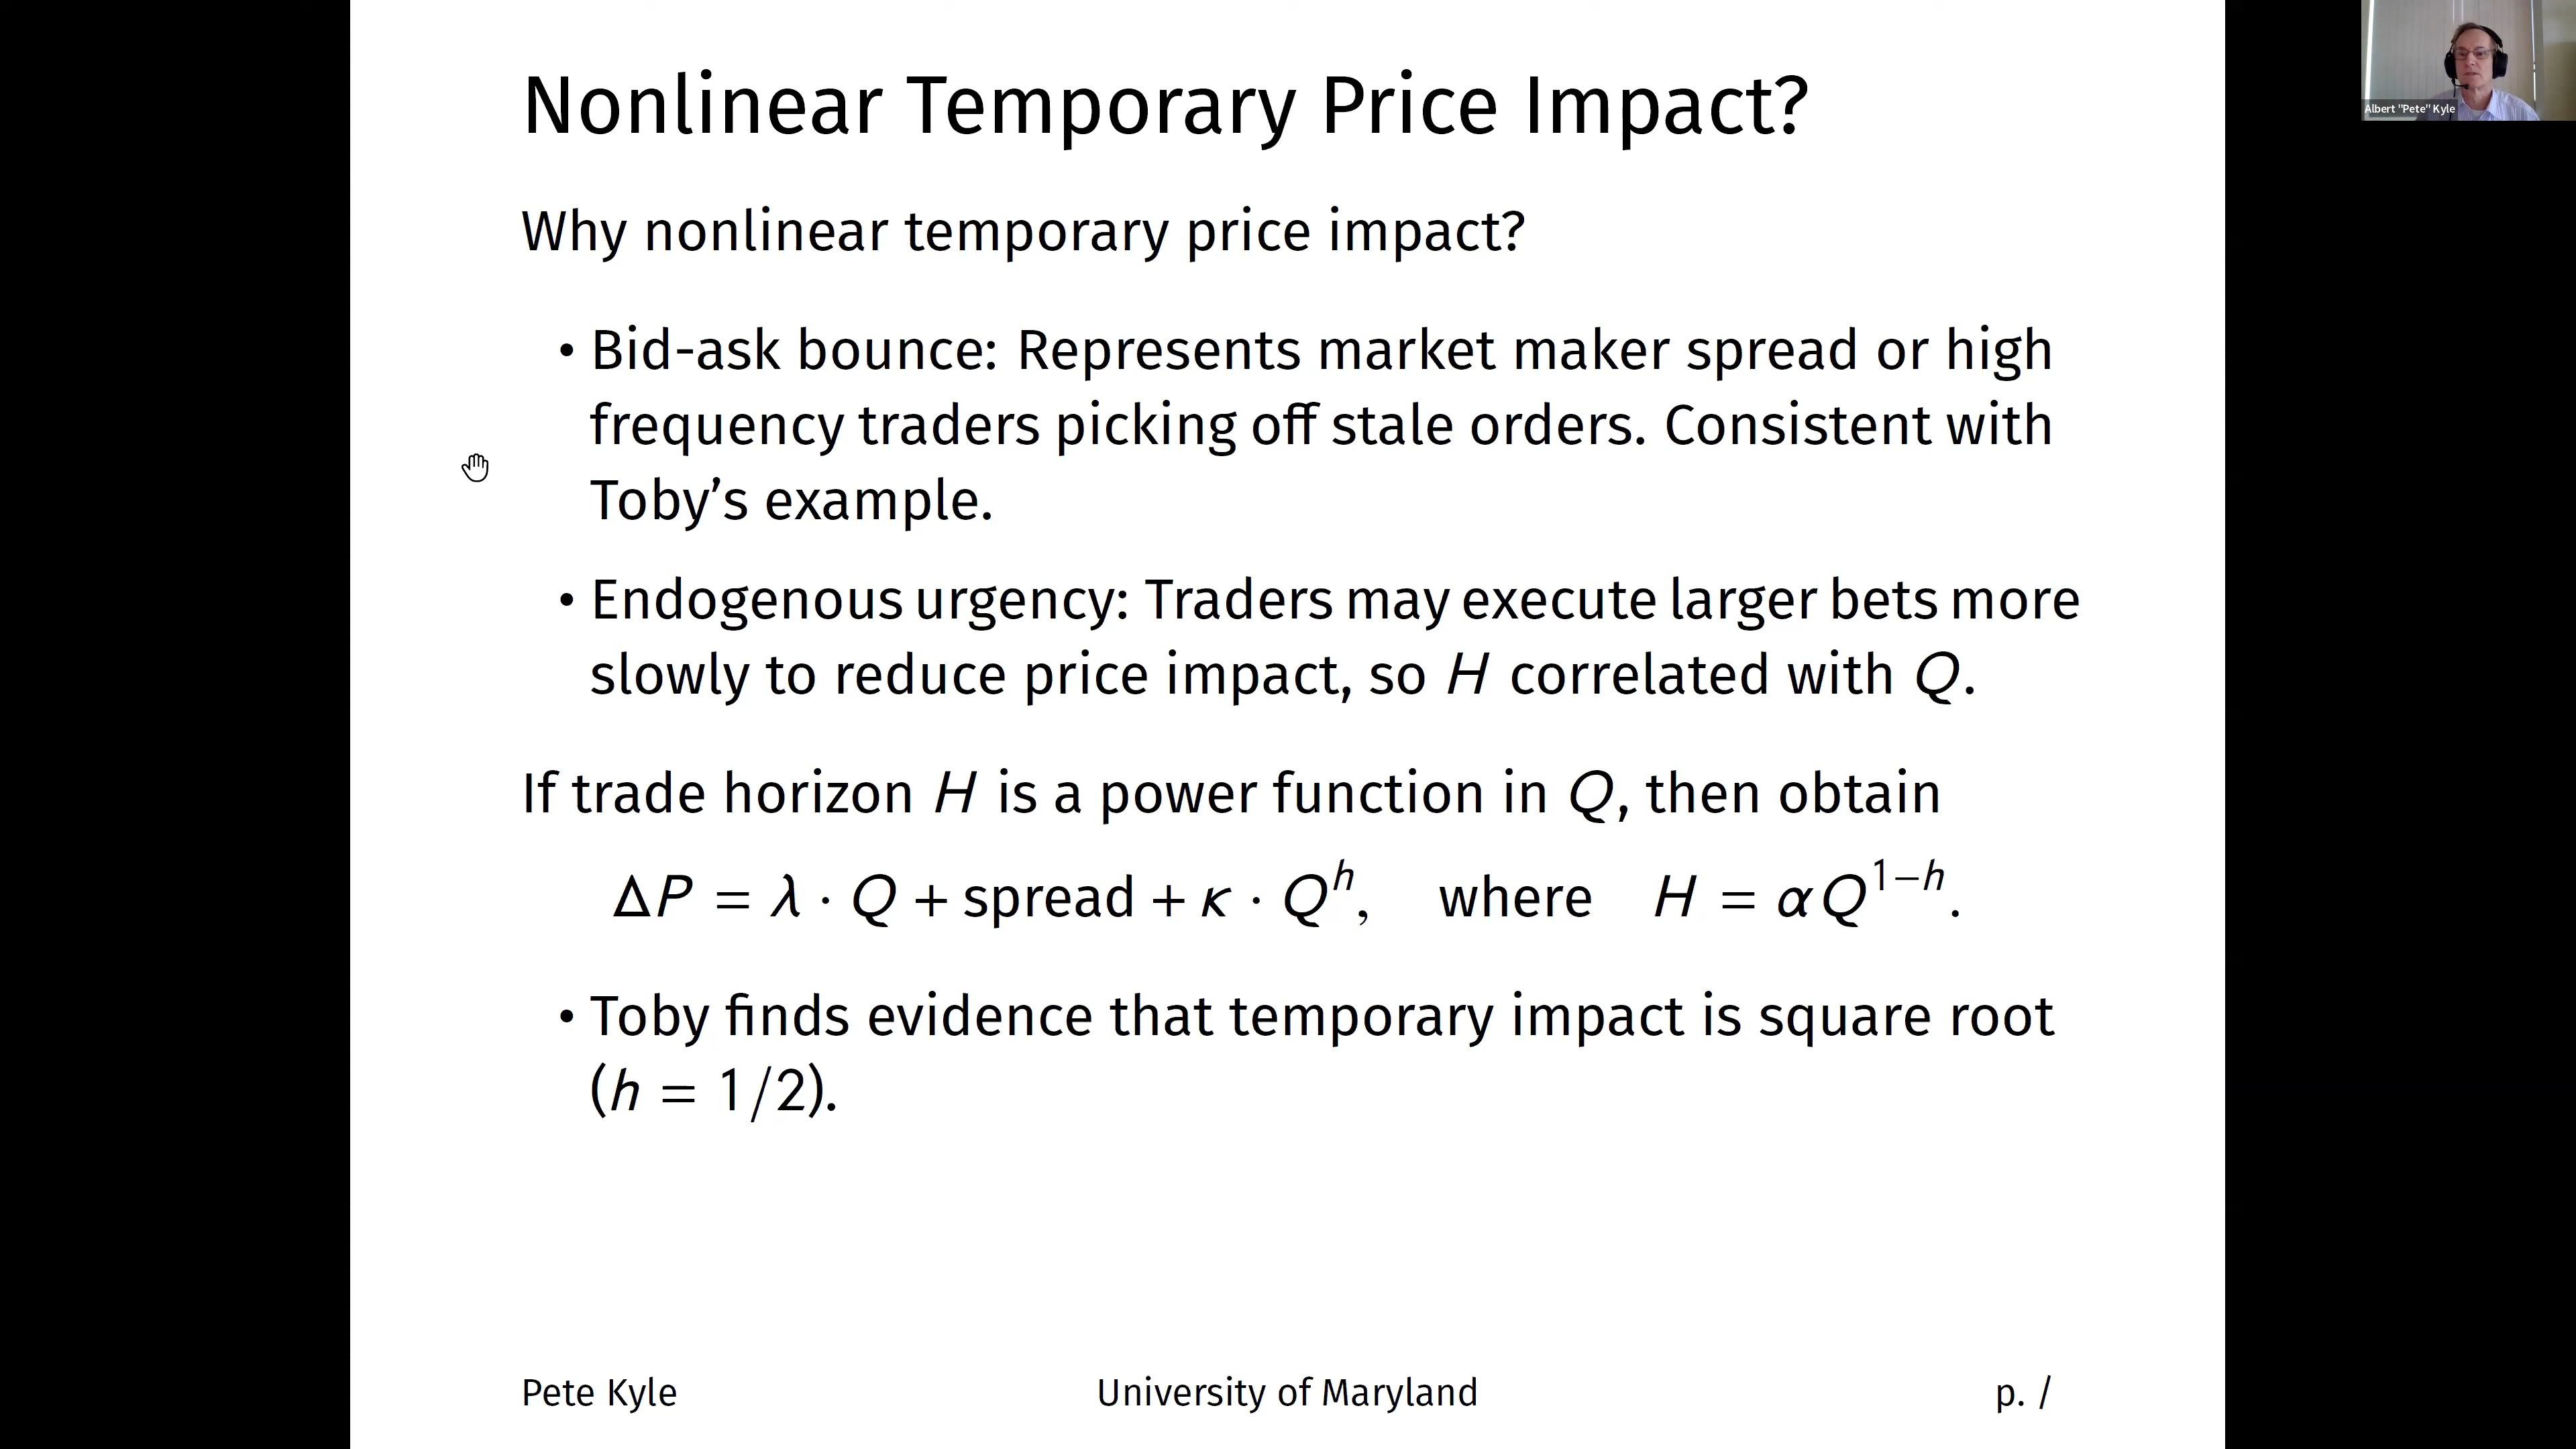 Nonlinear Temporary Price Impact?
Albert "Pete" Kyle
Why nonlinear temporary price impact?
• Bid-ask bounce: Represents market maker spread or high
frequency traders picking off stale orders. Consistent with
Toby’s example.
• Endogenous urgency: Traders may execute larger bets more
slowly to reduce price impact, so H correlated with Q.
If trade horizon H is a power function in Q, then obtain
ΔP = λ · Q + spread + κ · Q^h, where H = αQ^{1−h}.
• Toby finds evidence that temporary impact is square root
(h = 1/2).
Pete Kyle University of Maryland p. /